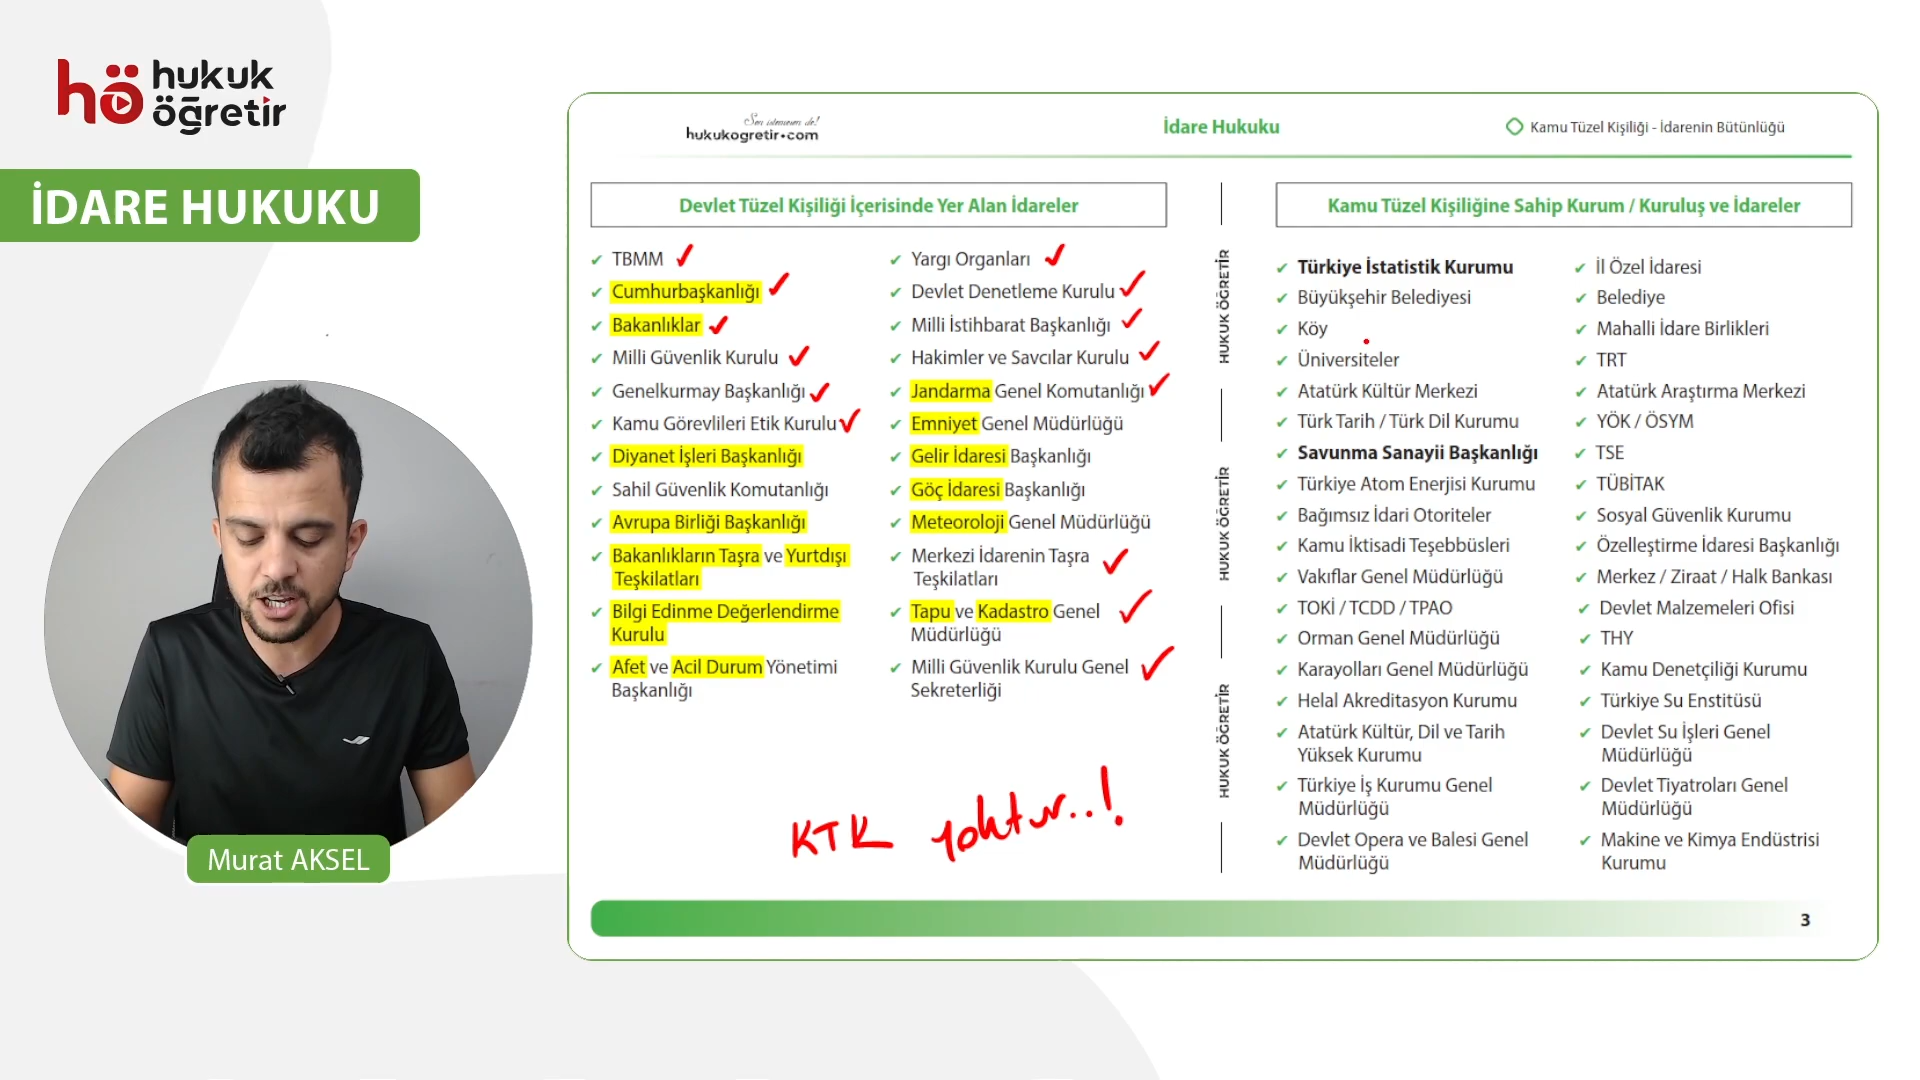 hukuk
öğretir
İDARE HUKUKU
Murat AKSEL
Sen istemesen de!
hukukogretir•com
İdare Hukuku
Kamu Tüzel Kişiliği - İdarenin Bütünlüğü
Devlet Tüzel Kişiliği İçerisinde Yer Alan İdareler
TBMM
Cumhurbaşkanlığı
Bakanlıklar
Milli Güvenlik Kurulu
Genelkurmay Başkanlığı
Kamu Görevlileri Etik Kurulu
Diyanet İşleri Başkanlığı
Sahil Güvenlik Komutanlığı
Avrupa Birliği Başkanlığı
Bakanlıkların Taşra ve Yurtdışı
Teşkilatları
Bilgi Edinme Değerlendirme
Kurulu
Afet ve Acil Durum Yönetimi
Başkanlığı
Yargı Organları
Devlet Denetleme Kurulu
Milli İstihbarat Başkanlığı
Hakimler ve Savcılar Kurulu
Jandarma Genel Komutanlığı
Emniyet Genel Müdürlüğü
Gelir İdaresi Başkanlığı
Göç İdaresi Başkanlığı
Meteoroloji Genel Müdürlüğü
Merkezi İdarenin Taşra
Teşkilatları
Tapu ve Kadastro Genel
Müdürlüğü
Milli Güvenlik Kurulu Genel
Sekreterliği
KTK yoktur..!
HUKUK ÖĞRETİR
HUKUK ÖĞRETİR
HUKUK ÖĞRETİR
Kamu Tüzel Kişiliğine Sahip Kurum / Kuruluş ve İdareler
Türkiye İstatistik Kurumu
Büyükşehir Belediyesi
Köy
Üniversiteler
Atatürk Kültür Merkezi
Türk Tarih / Türk Dil Kurumu
Savunma Sanayii Başkanlığı
Türkiye Atom Enerjisi Kurumu
Bağımsız İdari Otoriteler
Kamu İktisadi Teşebbüsleri
Vakıflar Genel Müdürlüğü
TOKİ / TCDD / TPAO
Orman Genel Müdürlüğü
Karayolları Genel Müdürlüğü
Helal Akreditasyon Kurumu
Atatürk Kültür, Dil ve Tarih
Yüksek Kurumu
Türkiye İş Kurumu Genel
Müdürlüğü
Devlet Opera ve Balesi Genel
Müdürlüğü
İl Özel İdaresi
Belediye
Mahalli İdare Birlikleri
TRT
Atatürk Araştırma Merkezi
YÖK / ÖSYM
TSE
TÜBİTAK
Sosyal Güvenlik Kurumu
Özelleştirme İdaresi Başkanlığı
Merkez / Ziraat / Halk Bankası
Devlet Malzemeleri Ofisi
THY
Kamu Denetçiliği Kurumu
Türkiye Su Enstitüsü
Devlet Su İşleri Genel
Müdürlüğü
Devlet Tiyatroları Genel
Müdürlüğü
Makine ve Kimya Endüstrisi
Kurumu
3